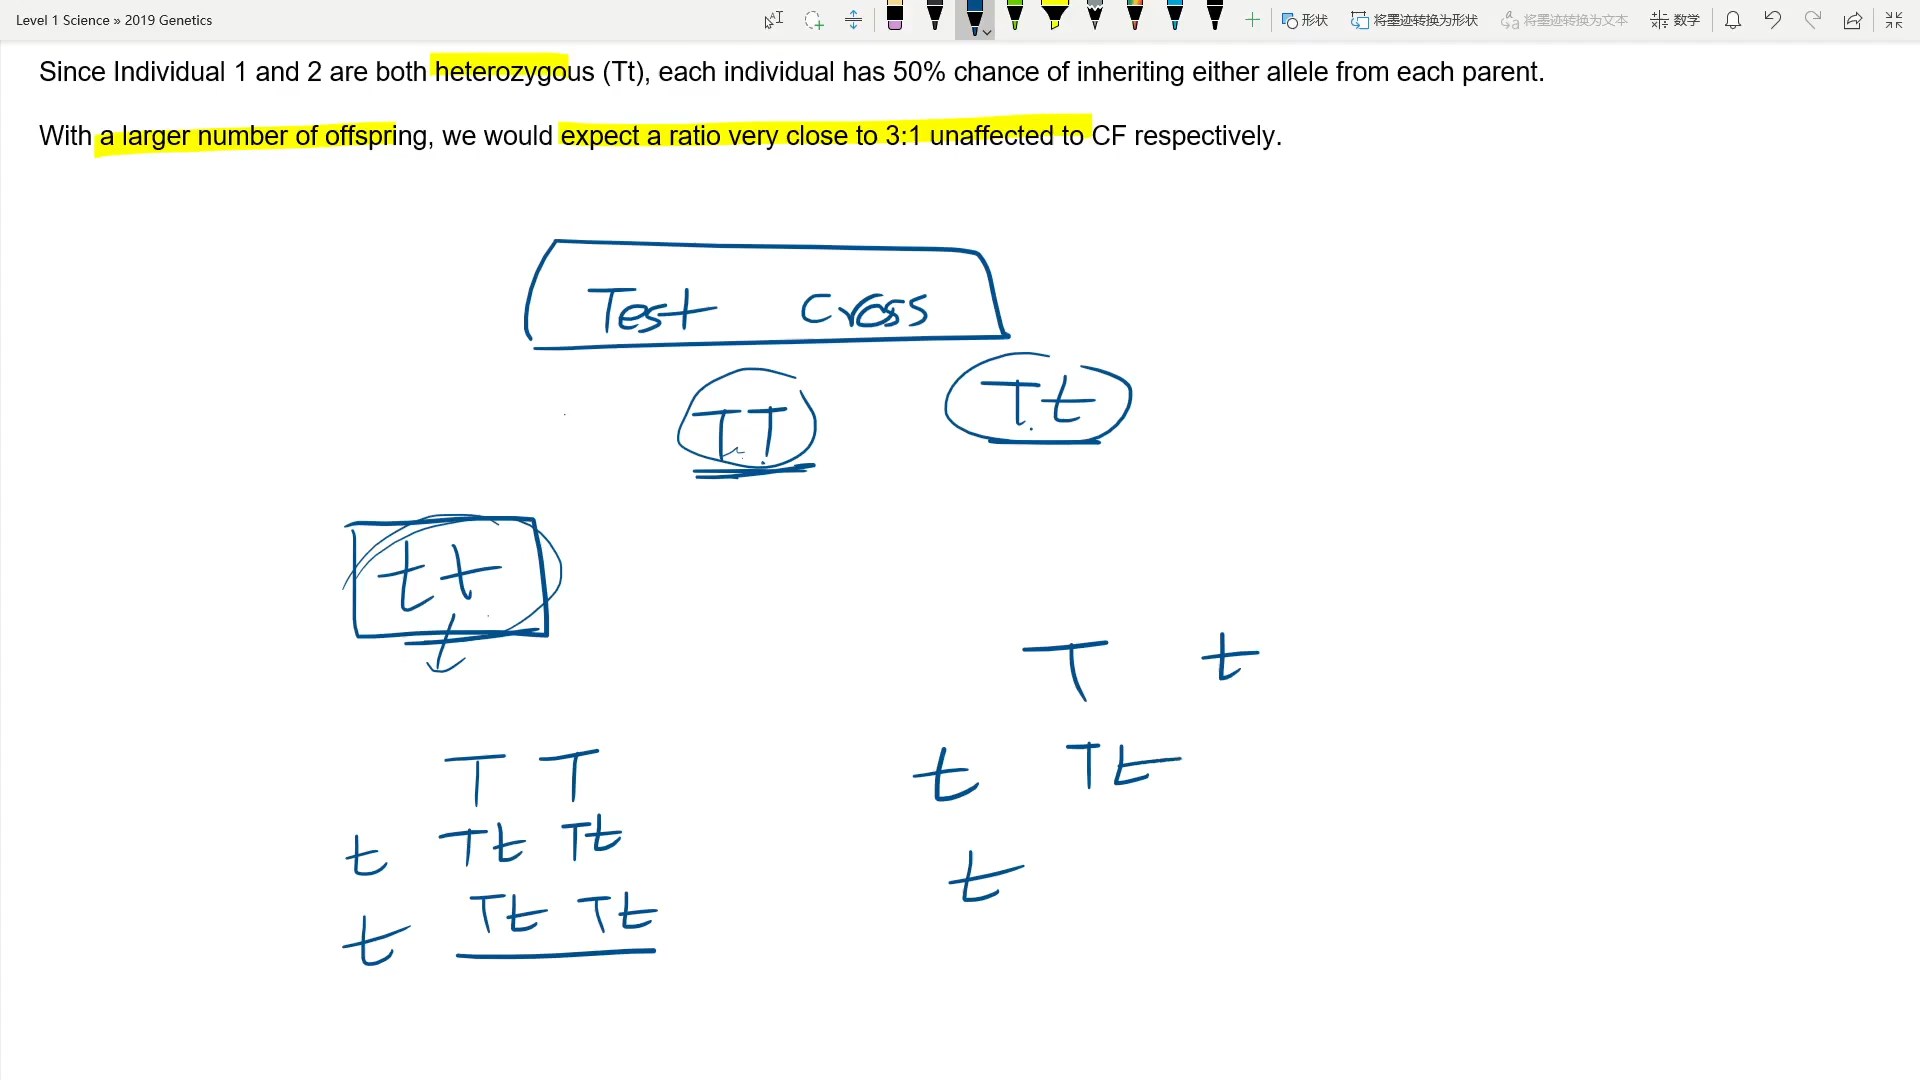 Level 1 Science » 2019 Genetics
形状 将墨迹转换为形状 将墨迹转换为文本 数学
Since Individual 1 and 2 are both heterozygous (Tt), each individual has 50% chance of inheriting either allele from each parent.
With a larger number of offspring, we would expect a ratio very close to 3:1 unaffected to CF respectively.
Test cross
TT Tt
tt
T t
T T
t Tt Tt
t Tt Tt
t Tt
t